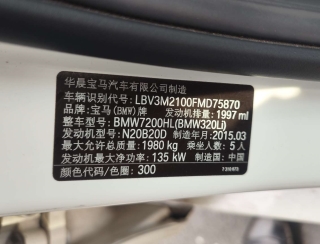 华晨宝马汽车有限公司制造
车辆识别代号：LBV3M2100FMD75870
品牌：宝马(BMW)牌 发动机排量：1997 ml
整车型号：BMW7200HL(BMW320Li)
发动机型号：N20B20D 制造年月：2015.03
最大允许总质量：1980 kg 乘坐人数：5人
发动机最大净功率：135 kW 制造国：中国
颜色代码/色圈：300